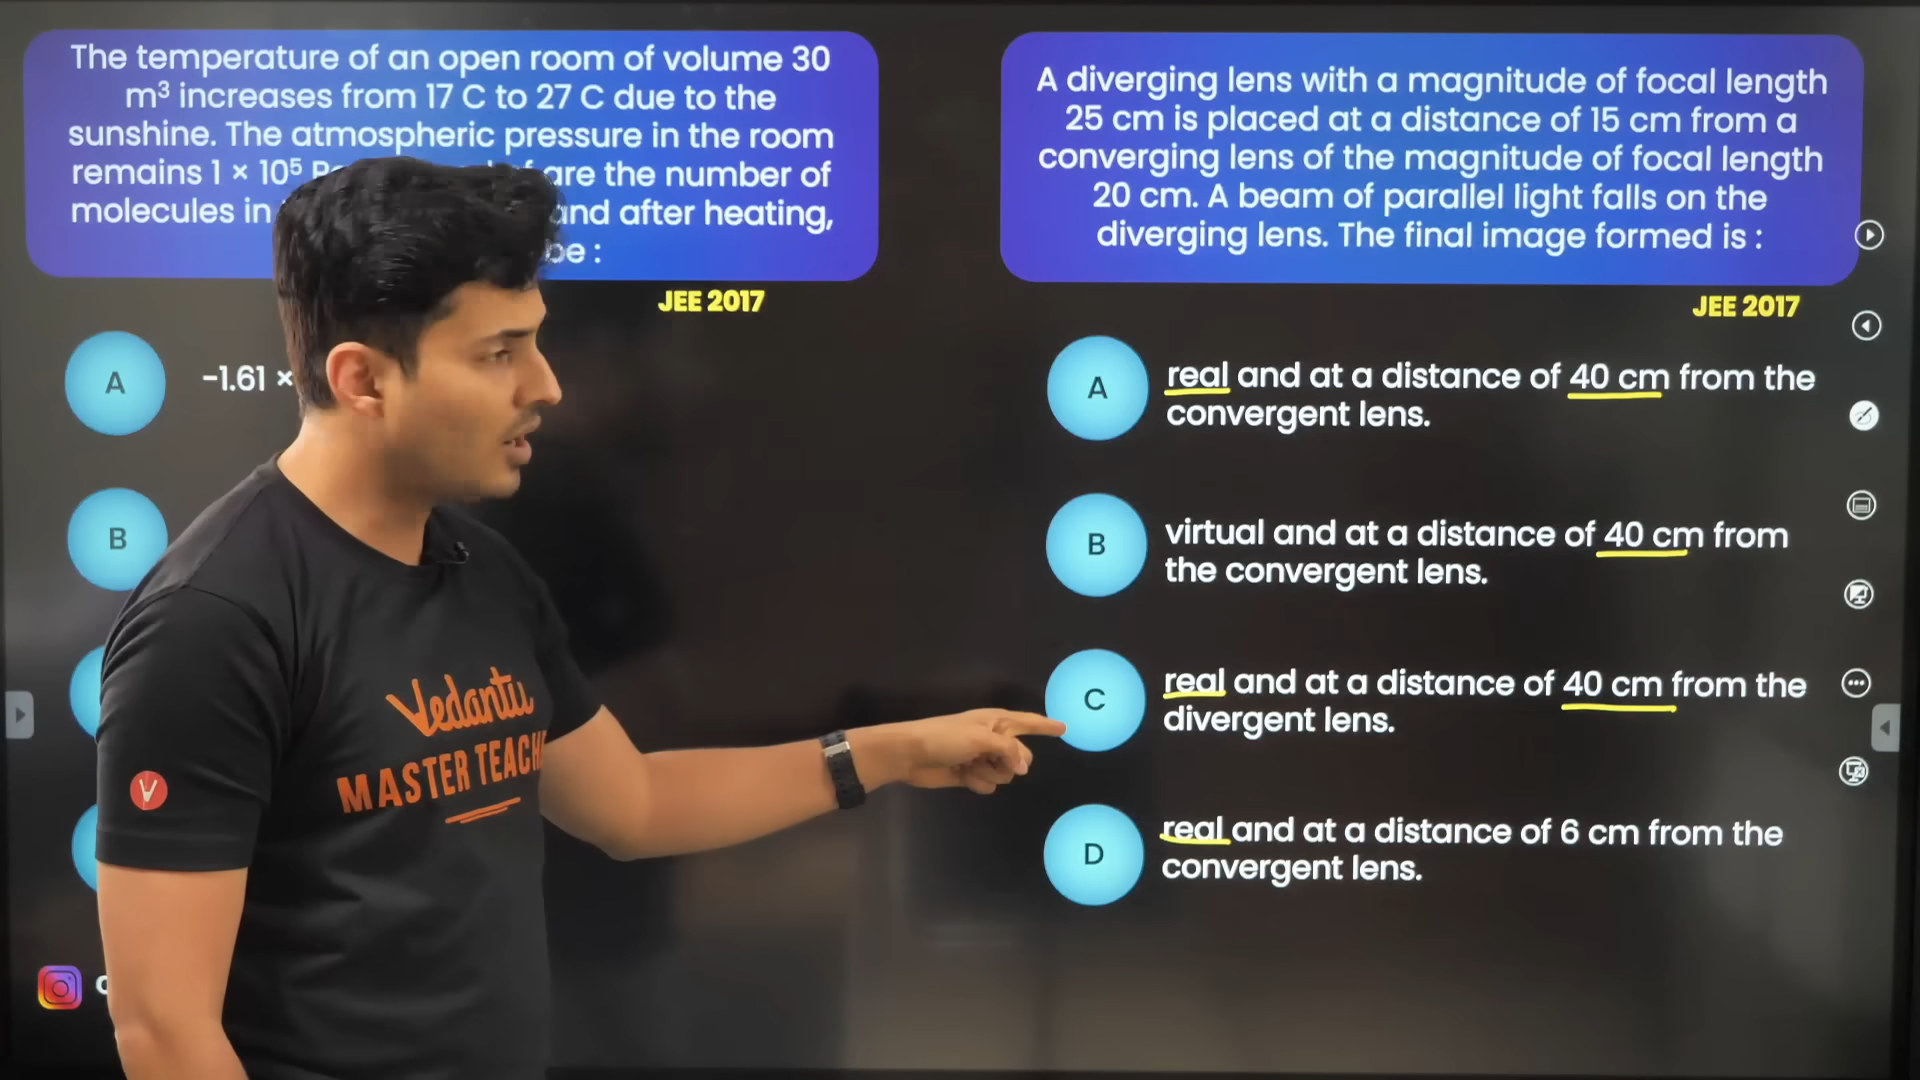 The temperature of an open room of volume 30
m³ increases from 17 C to 27 C due to the
sunshine. The atmospheric pressure in the room
remains 1 × 10⁵ are the number of
molecules in and after heating,
be :
JEE 2017
A
-1.61 ×
B
A diverging lens with a magnitude of focal length
25 cm is placed at a distance of 15 cm from a
converging lens of the magnitude of focal length
20 cm. A beam of parallel light falls on the
diverging lens. The final image formed is :
JEE 2017
A
real and at a distance of 40 cm from the
convergent lens.
B
virtual and at a distance of 40 cm from
the convergent lens.
C
real and at a distance of 40 cm from the
divergent lens.
D
real and at a distance of 6 cm from the
convergent lens.
Vedantu
MASTER TEACH